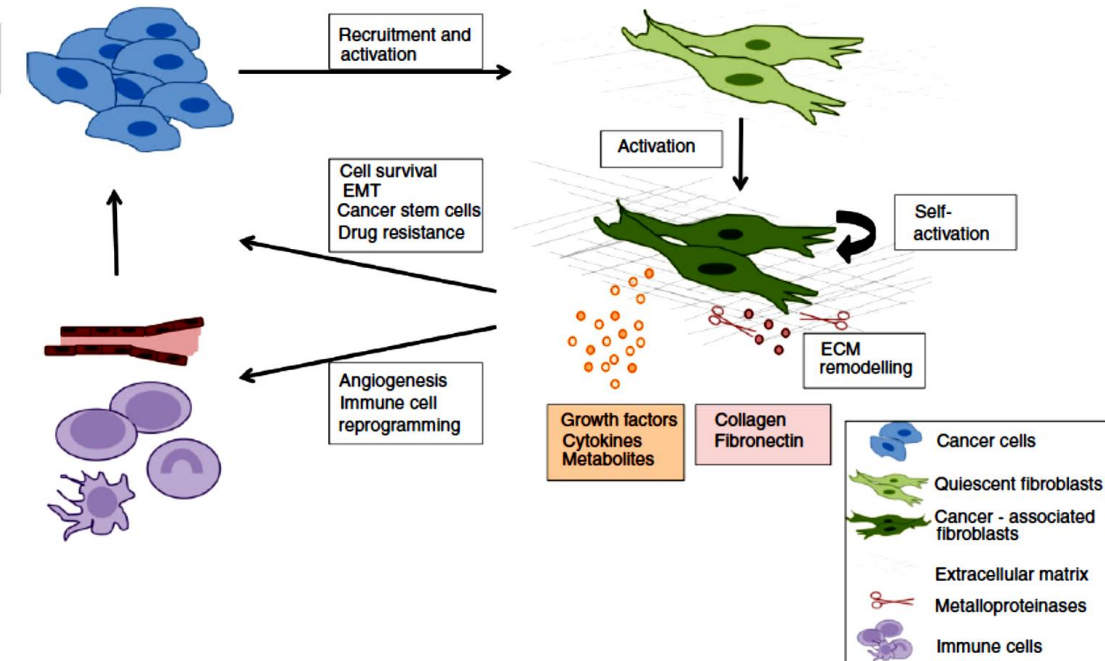 Recruitment and
activation
Activation
Cell survival
EMT
Cancer stem cells
Drug resistance
Self-
activation
ECM
remodelling
Angiogenesis
Immune cell
reprogramming
Growth factors
Cytokines
Metabolites
Collagen
Fibronectin
Cancer cells
Quiescent fibroblasts
Cancer - associated
fibroblasts
Extracellular matrix
Metalloproteinases
Immune cells